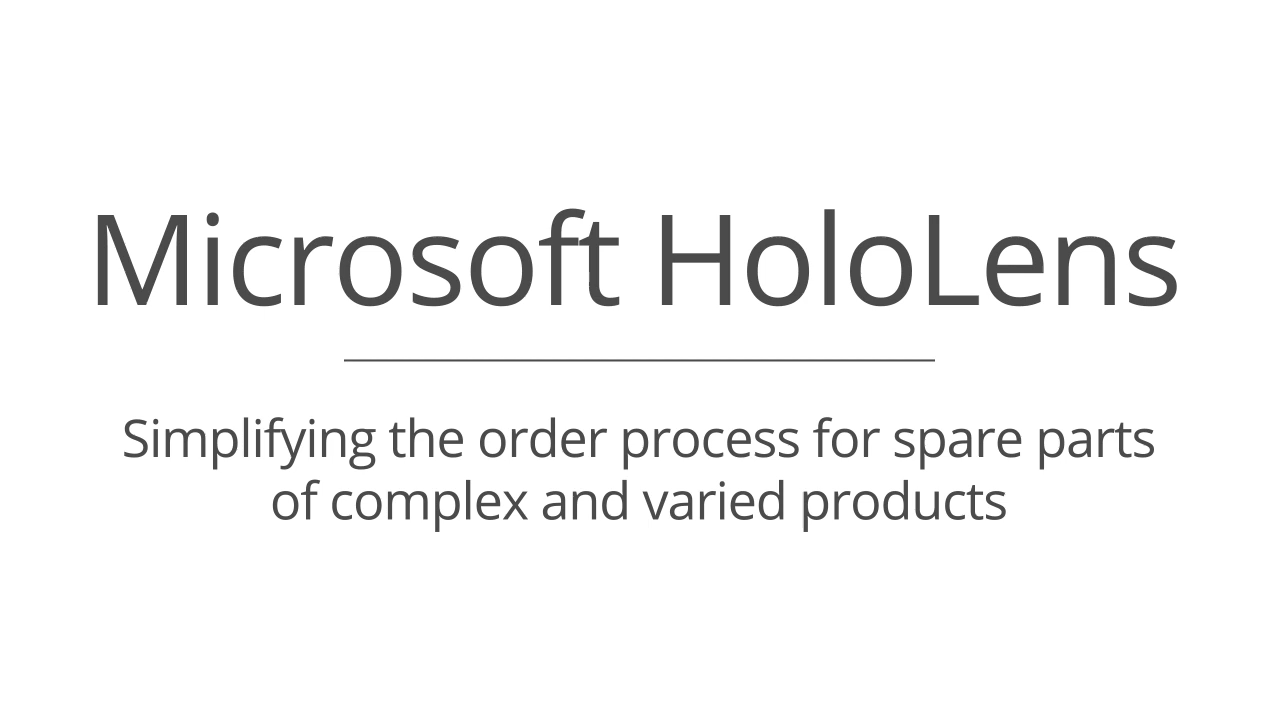 Microsoft HoloLens
Simplifying the order process for spare parts
of complex and varied products